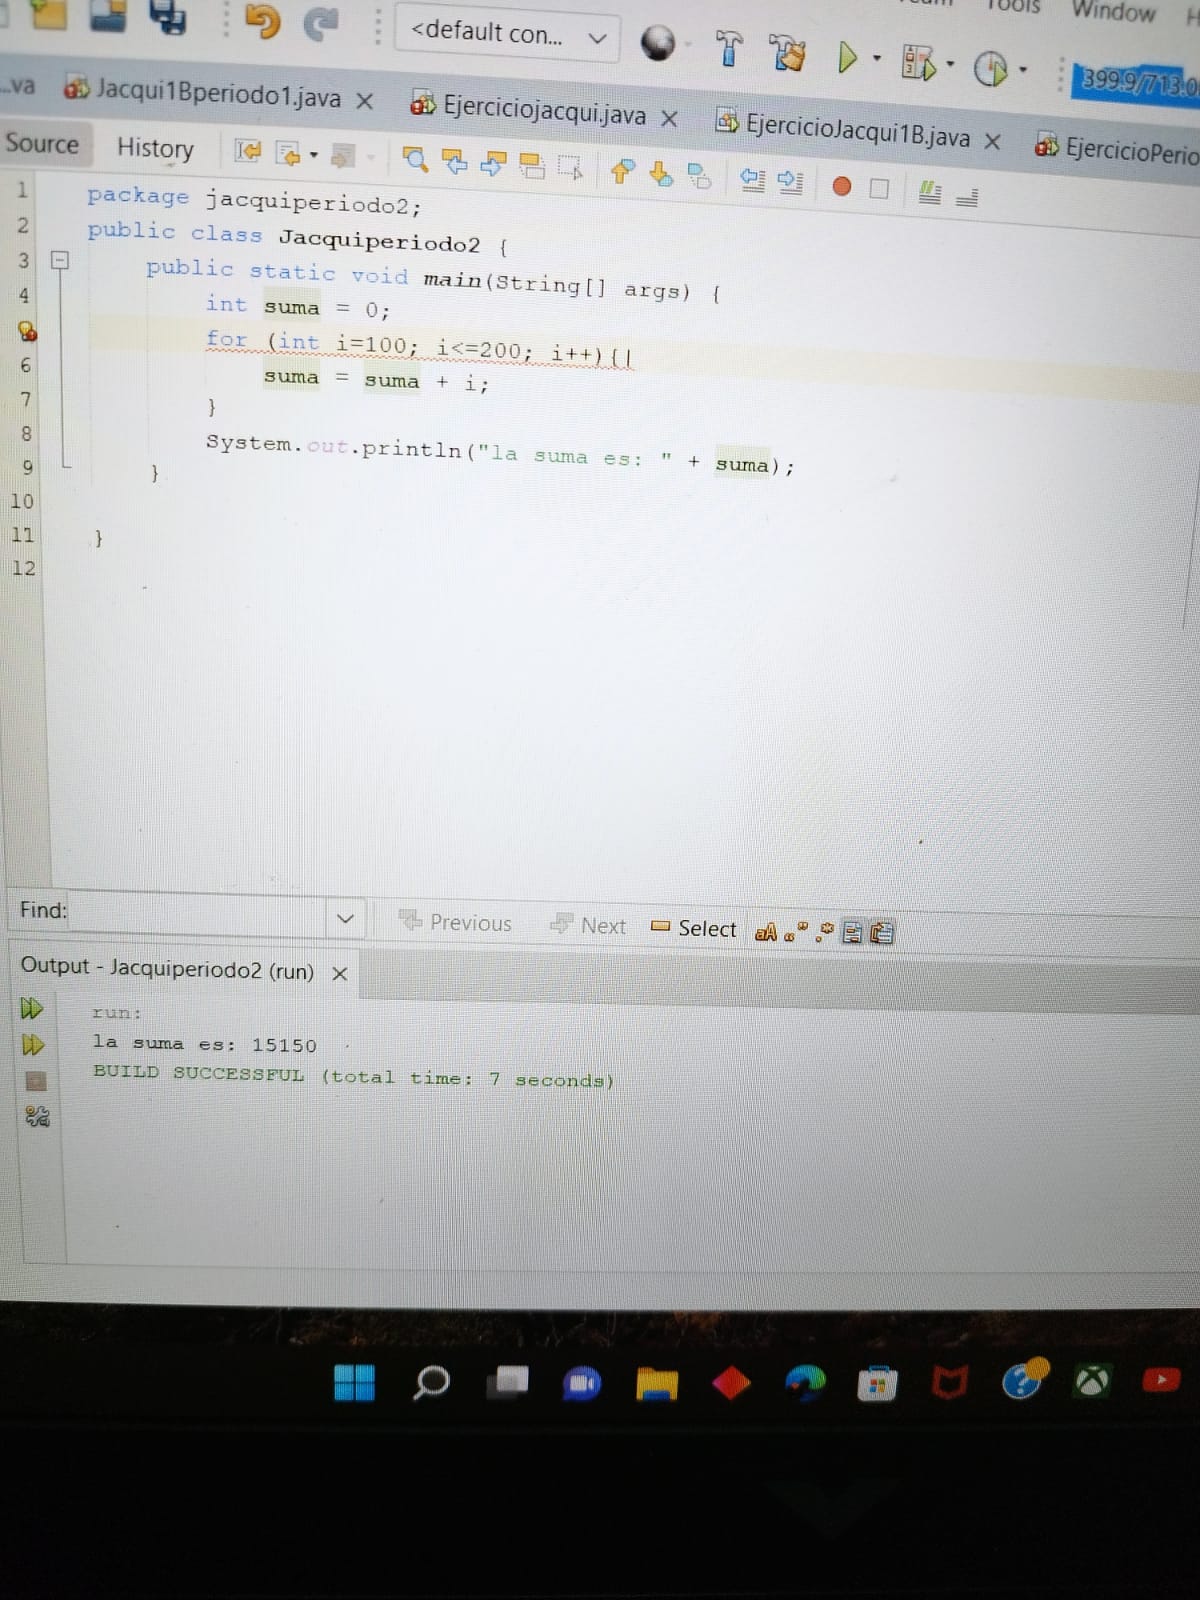 Tools Window
<default con...
399.9/713.0
...va Jacqui1Bperiodo1.java X Ejerciciojacqui.java X EjercicioJacqui1B.java X EjercicioPerio
Source History
1 package jacquiperiodo2;
2 public class Jacquiperiodo2 {
3 public static void main(String[] args) {
4 int suma = 0;
for (int i=100; i<=200; i++){
6 suma = suma + i;
7 }
8 System.out.println("la suma es: " + suma);
9 }
10
11 }
12
Find: Previous Next Select aA
Output - Jacquiperiodo2 (run) X
run:
la suma es: 15150
BUILD SUCCESSFUL (total time: 7 seconds)